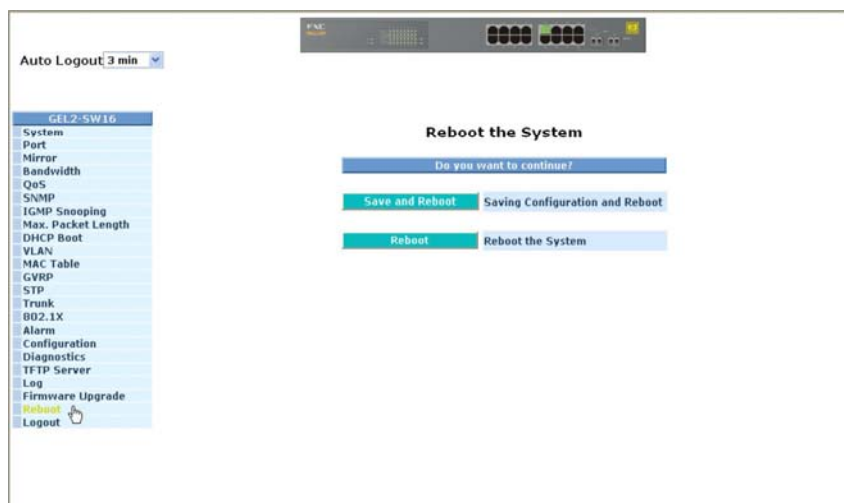 Auto Logout 3 min
GEL2-SW16
System
Port
Mirror
Bandwidth
QoS
SNMP
IGMP Snooping
Max. Packet Length
DHCP Boot
VLAN
MAC Table
GVRP
STP
Trunk
802.1X
Alarm
Configuration
Diagnostics
TFTP Server
Log
Firmware Upgrade
Reboot
Logout
Reboot the System
Do you want to continue?
Save and Reboot Saving Configuration and Reboot
Reboot Reboot the System